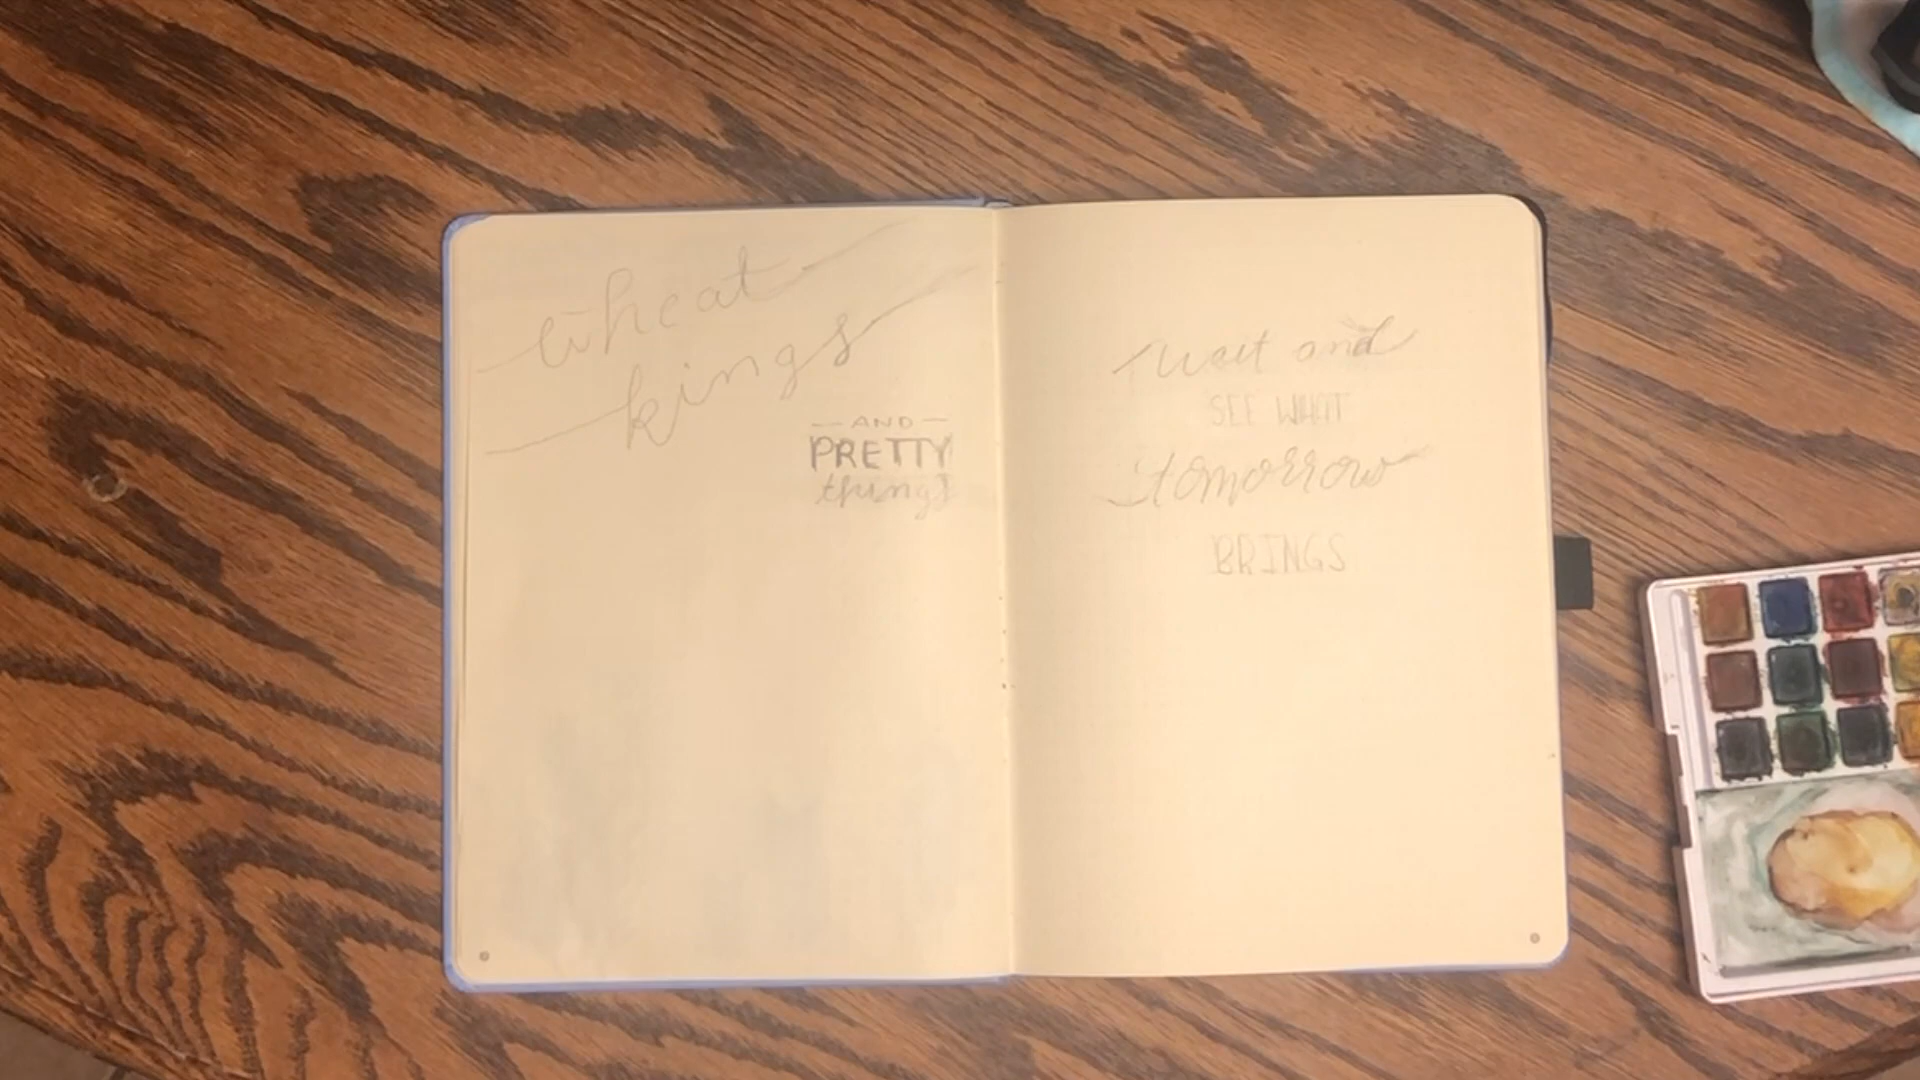 wheat
kings
— AND —
PRETTY
things
wait and
SEE WHAT
tomorrow
BRINGS